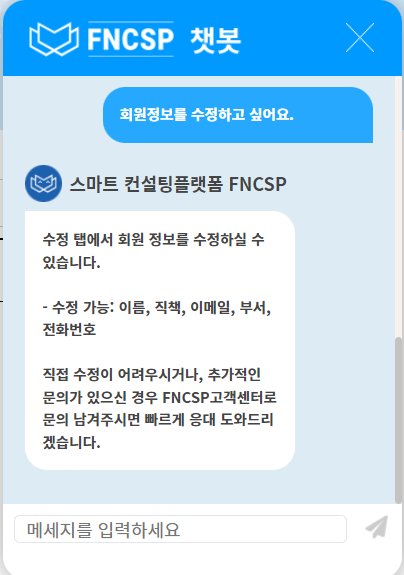 FNCSP 챗봇
회원정보를 수정하고 싶어요.
스마트 컨설팅플랫폼 FNCSP
수정 탭에서 회원 정보를 수정하실 수
있습니다.
- 수정 가능: 이름, 직책, 이메일, 부서,
전화번호
직접 수정이 어려우시거나, 추가적인
문의가 있으신 경우 FNCSP고객센터로
문의 남겨주시면 빠르게 응대 도와드리
겠습니다.
메세지를 입력하세요